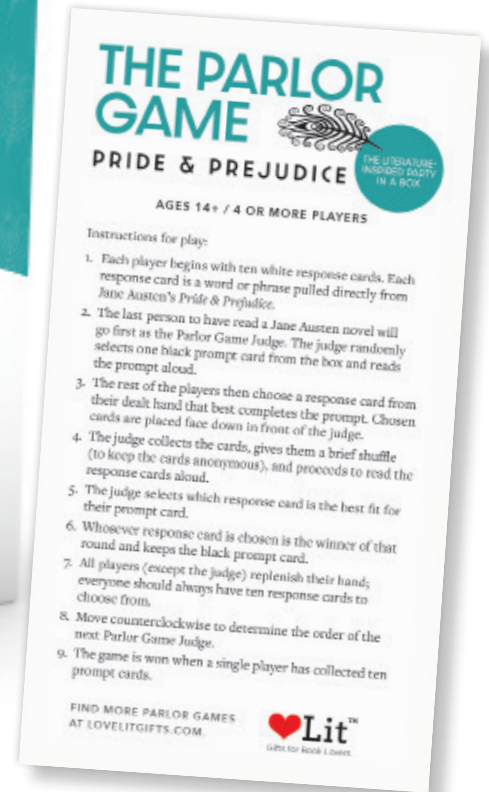 THE PARLOR
GAME
PRIDE & PREJUDICE
THE LITERATURE-
INSPIRED PARTY
IN A BOX
AGES 14+ / 4 OR MORE PLAYERS
Instructions for play:
1. Each player begins with ten white response cards. Each
response card is a word or phrase pulled directly from
Jane Austen's Pride & Prejudice.
2. The last person to have read a Jane Austen novel will
go first as the Parlor Game Judge. The judge randomly
selects one black prompt card from the box and reads
the prompt aloud.
3. The rest of the players then choose a response card from
their dealt hand that best completes the prompt. Chosen
cards are placed face down in front of the judge.
4. The judge collects the cards, gives them a brief shuffle
(to keep the cards anonymous), and proceeds to read the
response cards aloud.
5. The judge selects which response card is the best fit for
their prompt card.
6. Whosever response card is chosen is the winner of that
round and keeps the black prompt card.
7. All players (except the judge) replenish their hand;
everyone should always have ten response cards to
choose from.
8. Move counterclockwise to determine the order of the
next Parlor Game Judge.
9. The game is won when a single player has collected ten
prompt cards.
FIND MORE PARLOR GAMES
AT LOVELITGIFTS.COM
Lit™
Gifts for Book Lovers